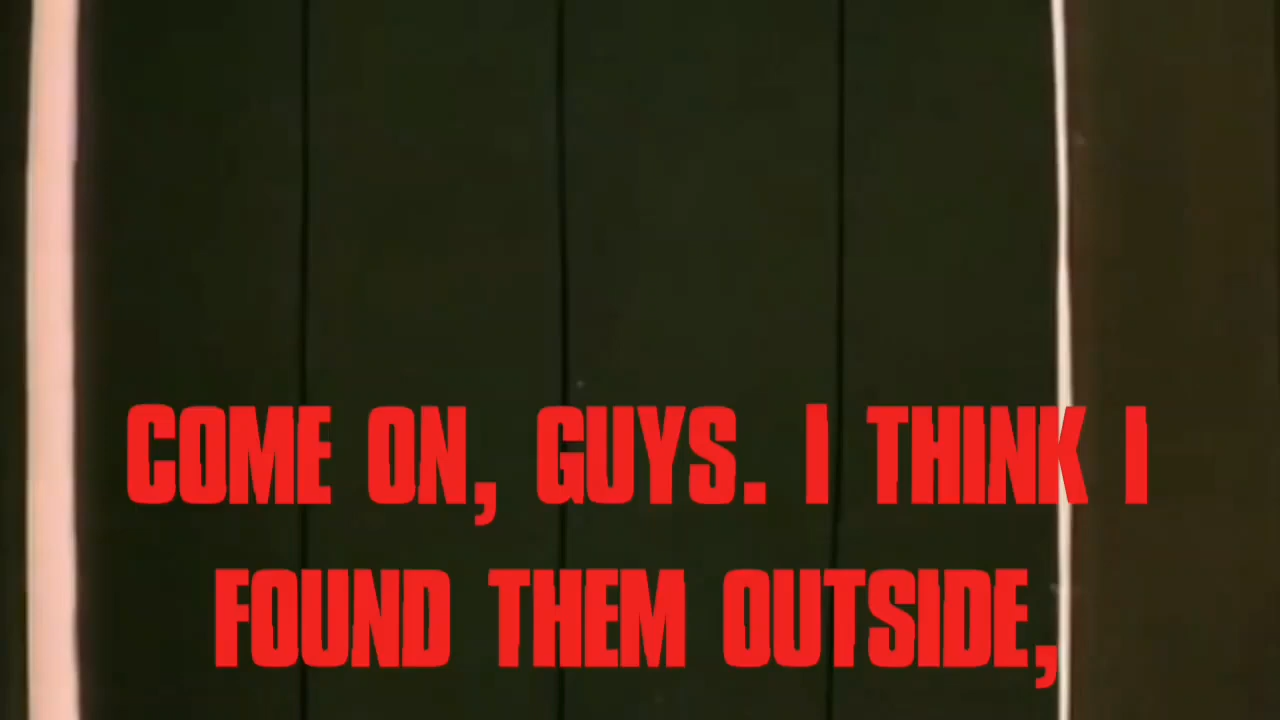 COME ON, GUYS. I THINK I
FOUND THEM OUTSIDE,